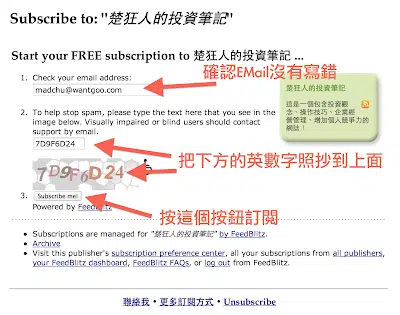 Subscribe to: "楚狂人的投資筆記"
Start your FREE subscription to 楚狂人的投資筆記 ...
1. Check your email address:
確認EMail沒有寫錯
madchu@wantgoo.com
楚狂人的投資筆記
這是一個包含投資觀念、操作技巧、企業經營管理、增加個人競爭力的網誌！
2. To help stop spam, please type the text here that you see in the
image below. Visually impaired or blind users should contact
support by email.
7D9F6D24
把下方的英數字照抄到上面
7D9F6D24
3. Subscribe me!
按這個按鈕訂閱
Powered by FeedBlitz
• Subscriptions are managed for "楚狂人的投資筆記" by FeedBlitz.
• Archive
• Visit this publisher's subscription preference center, all your subscriptions from all publishers,
your FeedBlitz dashboard, FeedBlitz FAQs, or log out from FeedBlitz.
聯絡我 • 更多訂閱方式 • Unsubscribe